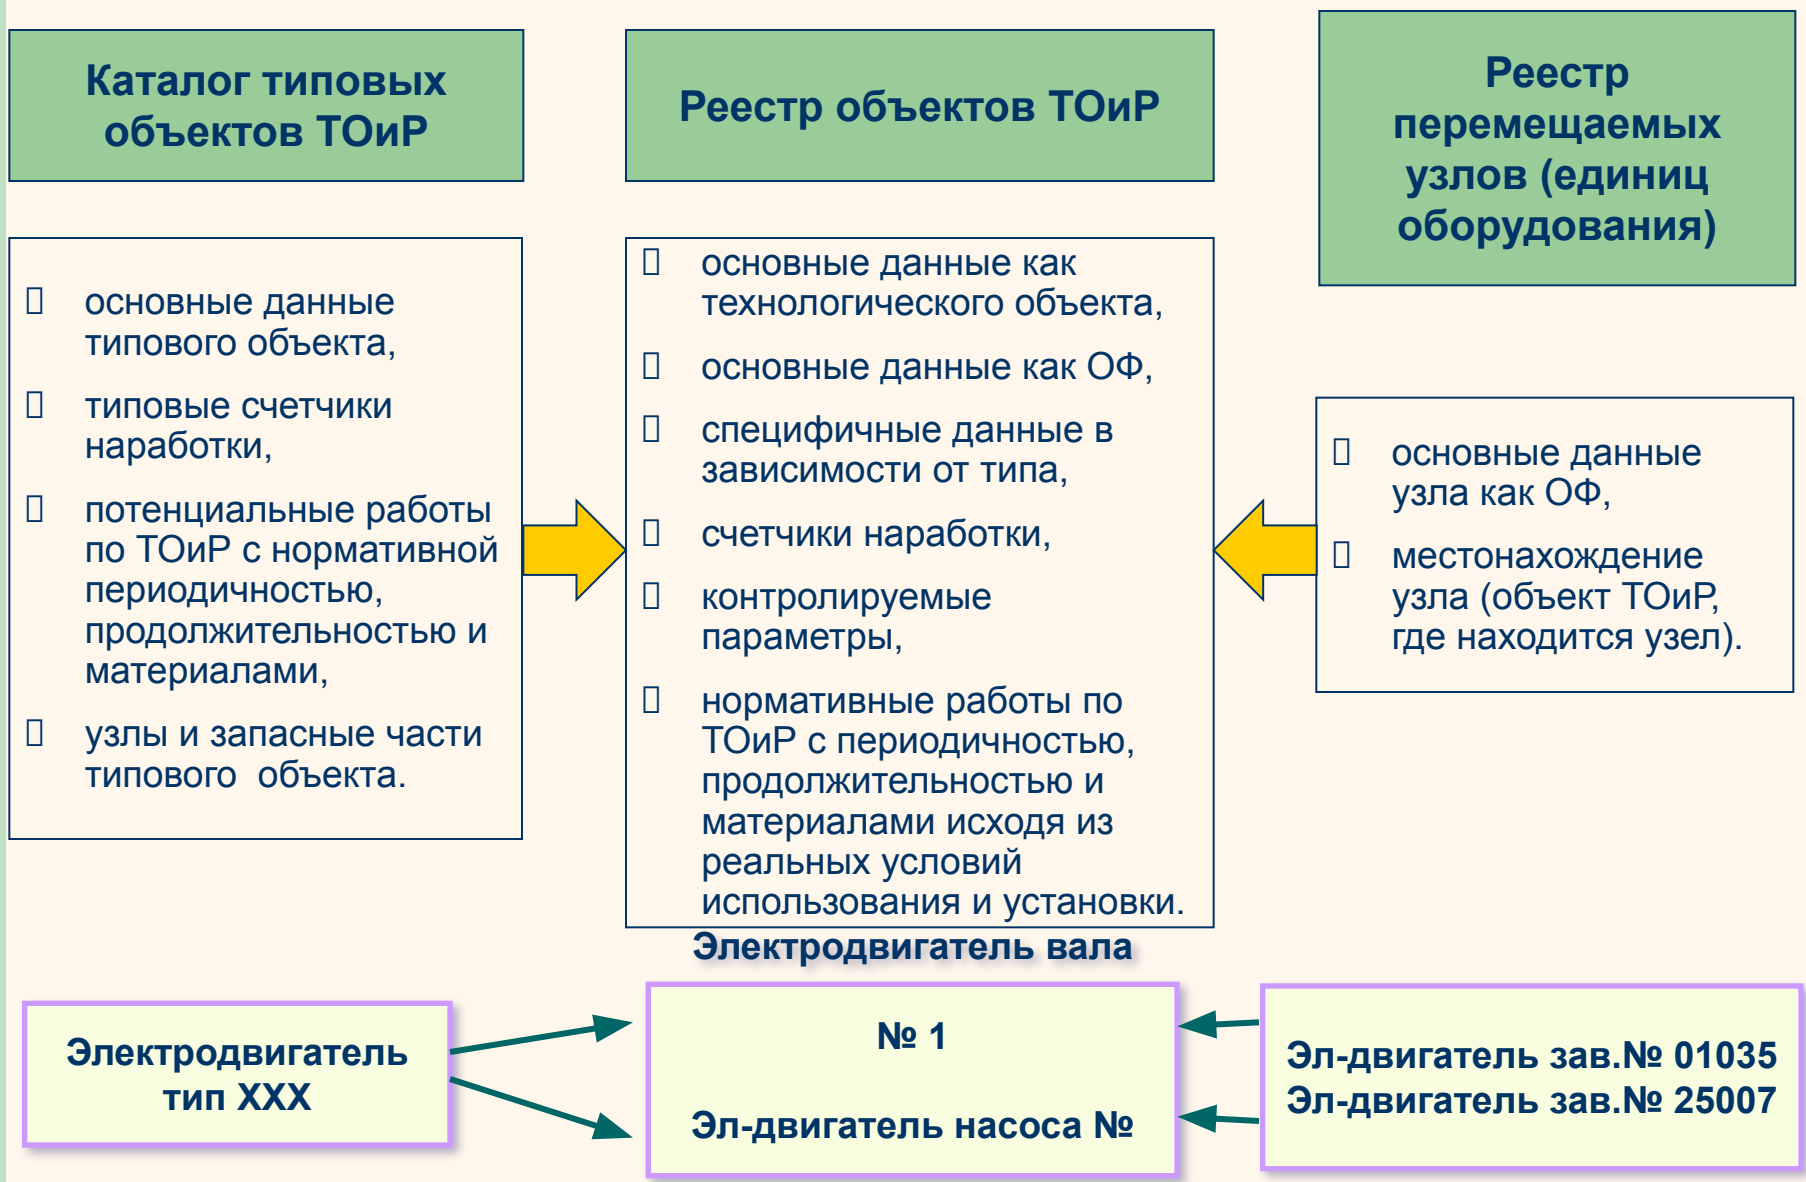 Каталог типовых
объектов ТОиР
основные данные
типового объекта,
типовые счетчики
наработки,
потенциальные работы
по ТОиР с нормативной
периодичностью,
продолжительностью и
материалами,
узлы и запасные части
типового объекта.
Реестр объектов ТОиР
основные данные как
технологического объекта,
основные данные как ОФ,
специфичные данные в
зависимости от типа,
счетчики наработки,
контролируемые
параметры,
нормативные работы по
ТОиР с периодичностью,
продолжительностью и
материалами исходя из
реальных условий
использования и установки.
Реестр
перемещаемых
узлов (единиц
оборудования)
основные данные
узла как ОФ,
местонахождение
узла (объект ТОиР,
где находится узел).
Электродвигатель
тип ХХХ
Электродвигатель вала
№ 1
Эл-двигатель насоса №
Эл-двигатель зав.№ 01035
Эл-двигатель зав.№ 25007